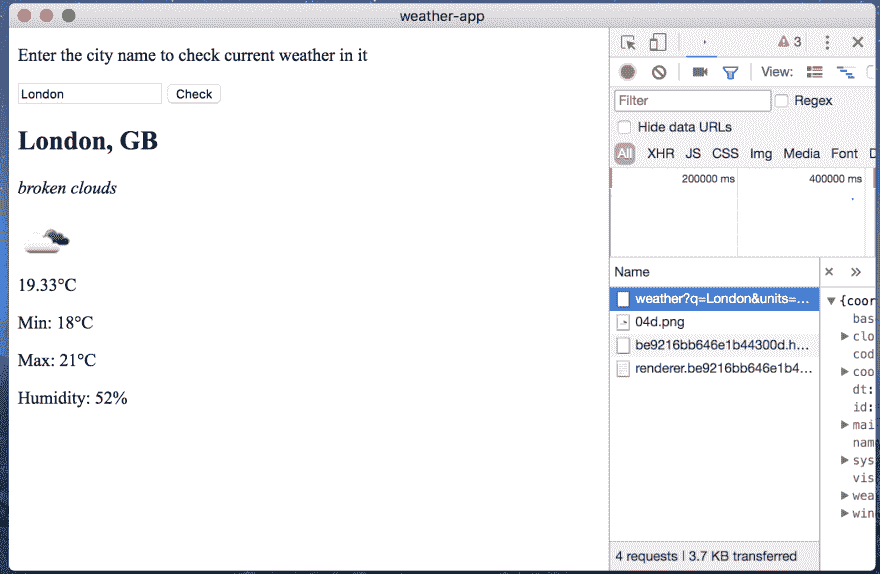 weather-app
Enter the city name to check current weather in it
London Check
London, GB
broken clouds
19.33°C
Min: 18°C
Max: 21°C
Humidity: 52%
3
View:
Filter Regex
Hide data URLs
All XHR JS CSS Img Media Font D
200000 ms 400000 ms
Name
weather?q=London&units=...
04d.png
be9216bb646e1b44300d.h...
renderer.be9216bb646e1b4...
{coor
bas
clo
cod
coo
dt:
id:
mai
nam
sys
vis
wea
win
4 requests | 3.7 KB transferred